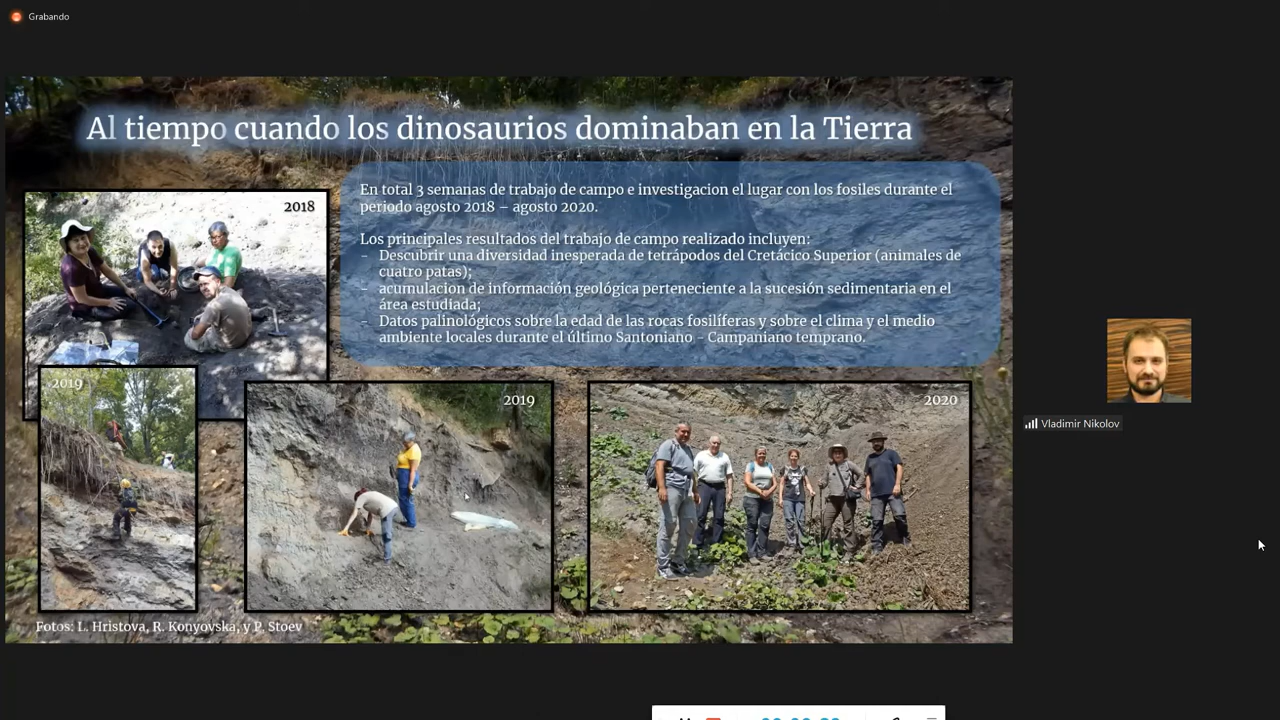 Grabando
Al tiempo cuando los dinosaurios dominaban en la Tierra
2018
En total 3 semanas de trabajo de campo e investigacion el lugar con los fosiles durante el
periodo agosto 2018 – agosto 2020.
Los principales resultados del trabajo de campo realizado incluyen:
- Descubrir una diversidad inesperada de tetrápodos del Cretácico Superior (animales de
cuatro patas);
- acumulacion de información geológica perteneciente a la sucesión sedimentaria en el
área estudiada;
- Datos palinológicos sobre la edad de las rocas fosilíferas y sobre el clima y el medio
ambiente locales durante el último Santoniano - Campaniano temprano.
2019
2019
2020
Vladimir Nikolov
Fotos: L. Hristova, R. Konyovska, y P. Stoev